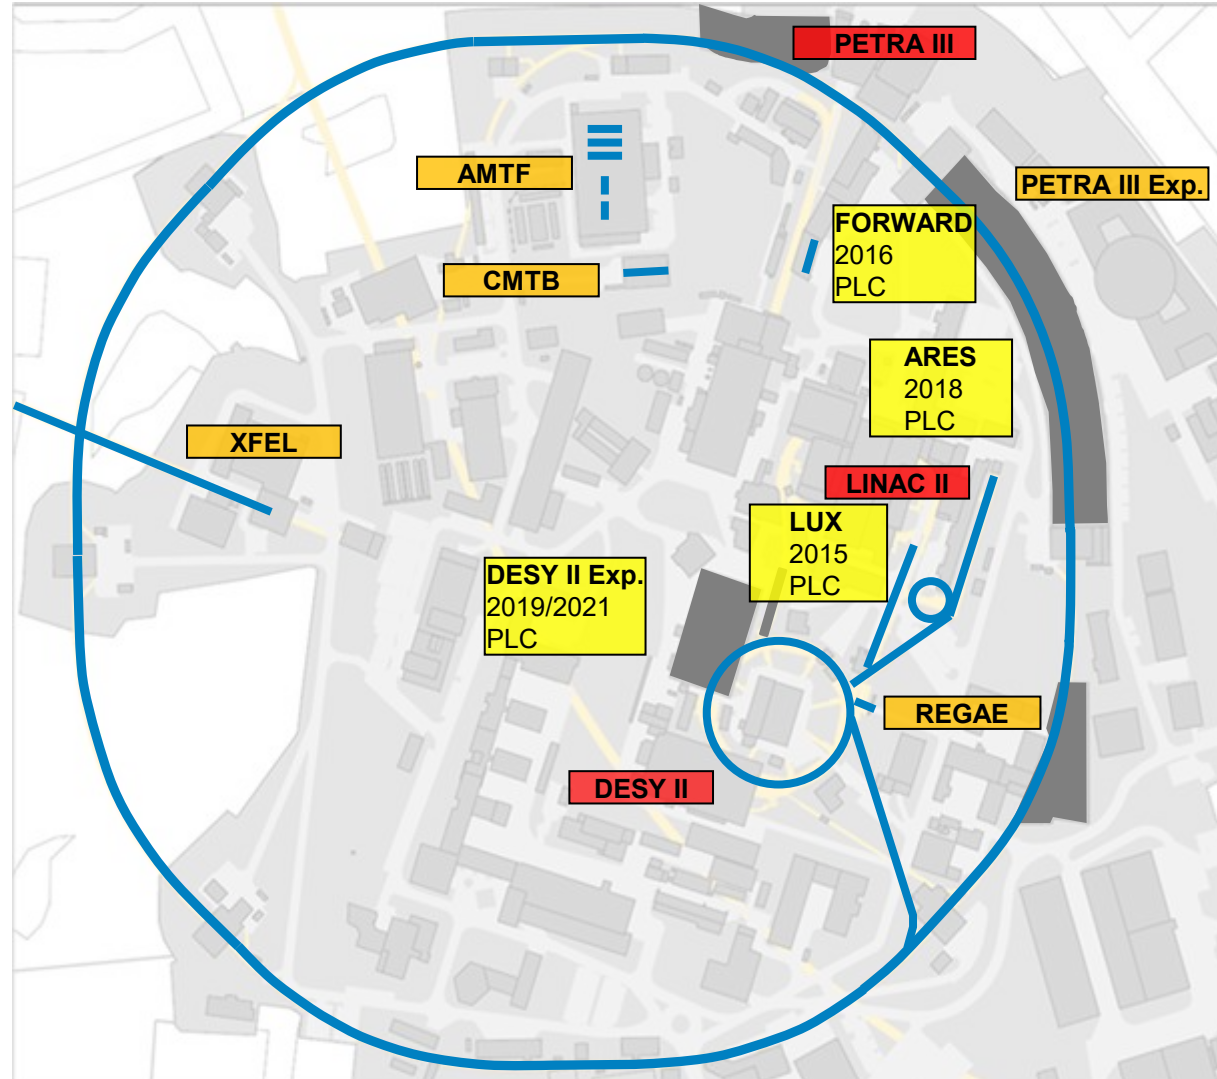 PETRA III
AMTF
PETRA III Exp.
FORWARD
2016
PLC
CMTB
ARES
2018
PLC
XFEL
LINAC II
LUX
2015
PLC
DESY II Exp.
2019/2021
PLC
REGAE
DESY II